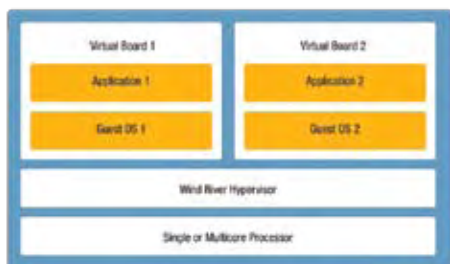 Virtual Board 1
Virtual Board 2
Application 1
Application 2
Guest OS 1
Guest OS 2
Wind River Hypervisor
Single or Multicore Processor